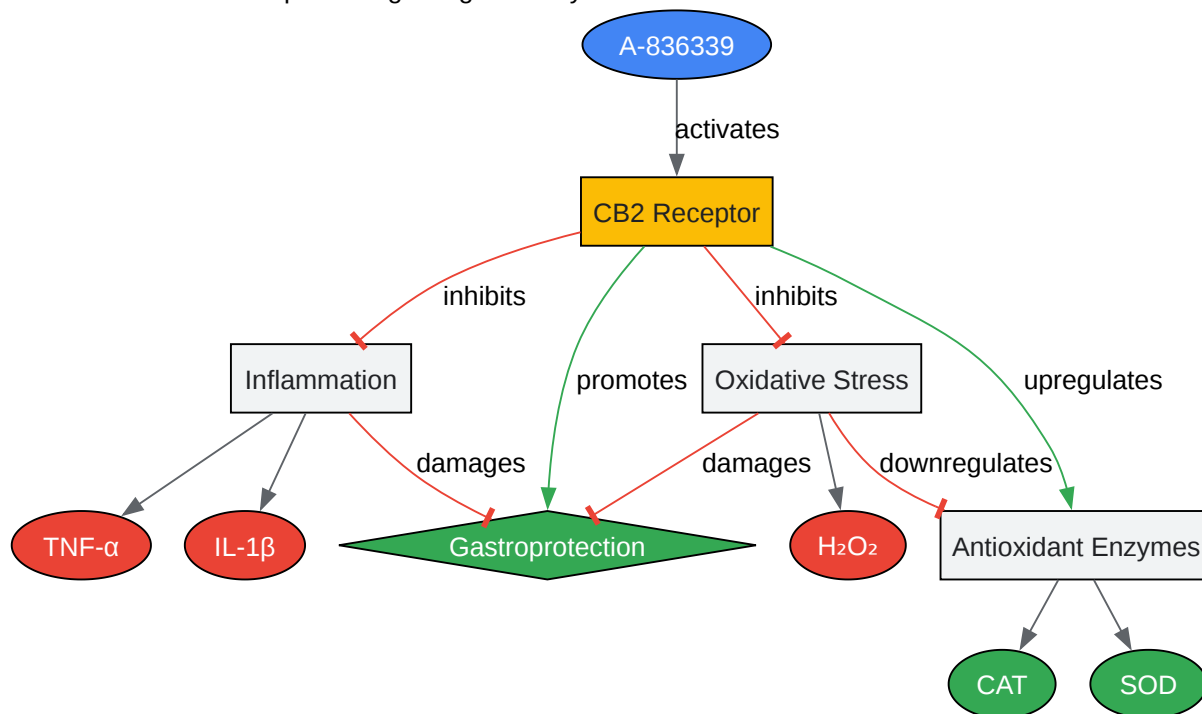 A-836339
activates
CB2 Receptor
inhibits
inhibits
Inflammation
promotes
Oxidative Stress
upregulates
damages
damages
downregulates
TNF-α
IL-1β
Gastroprotection
H₂O₂
Antioxidant Enzymes
CAT
SOD